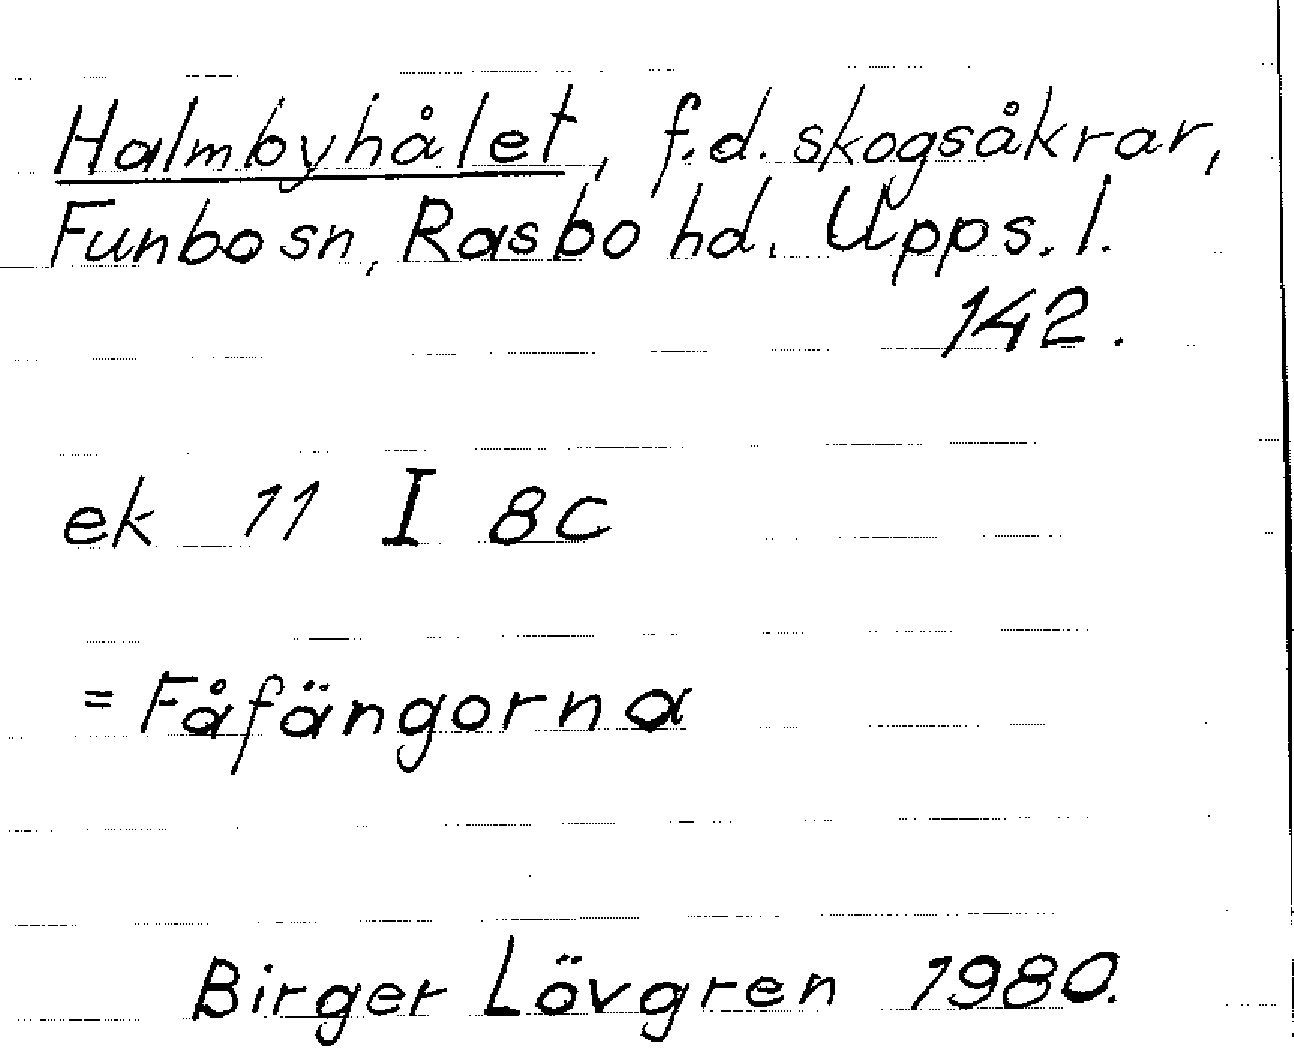 Halmbyhålet, f.d. skogsåkrar,
Funbo sn, Rasbo hd. Upps. l.
142.
ek 11 I 8c
= Fåfängorna
Birger Lövgren 1980.